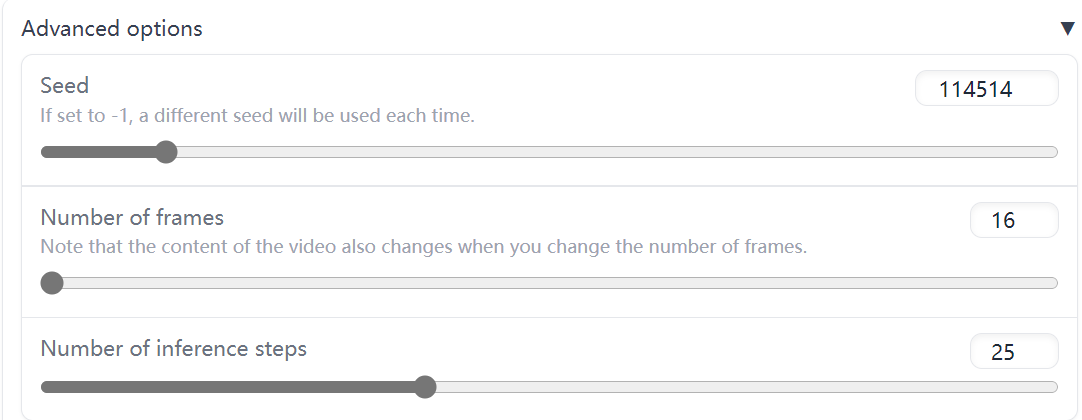 Advanced options ▼
Seed
114514
If set to -1, a different seed will be used each time.
Number of frames
16
Note that the content of the video also changes when you change the number of frames.
Number of inference steps
25